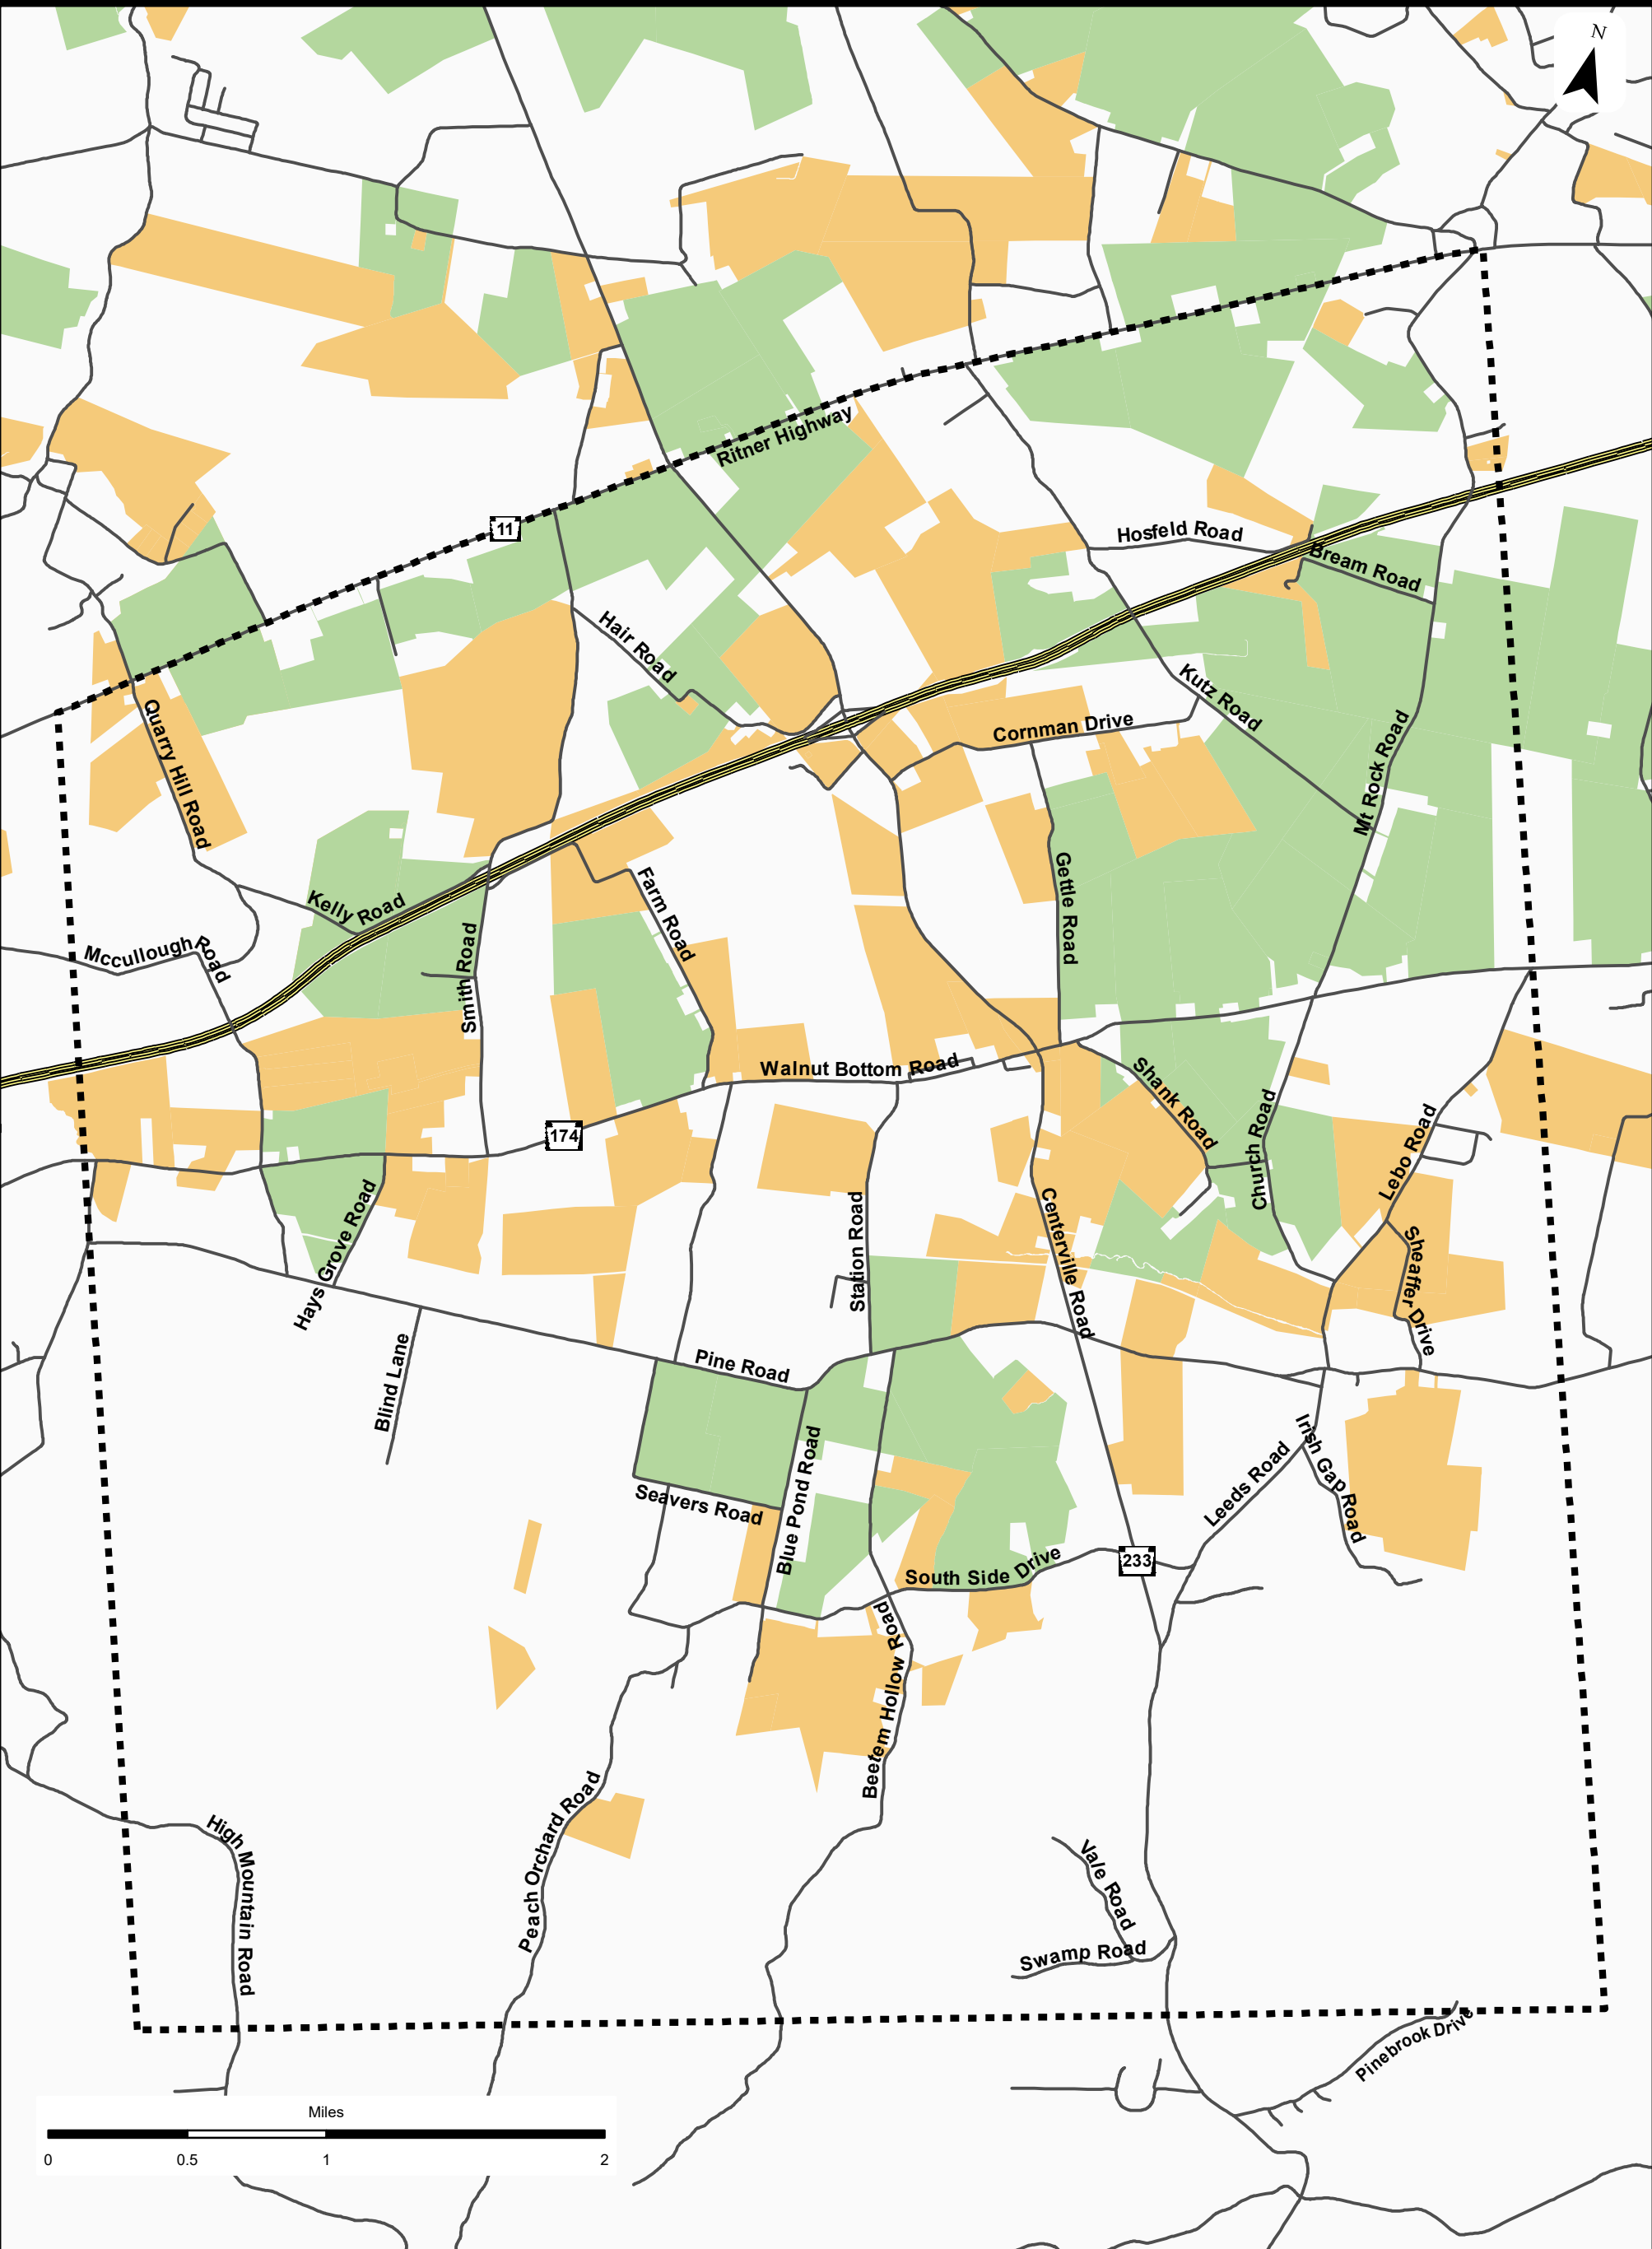 N
Ritner Highway
11
Hosfeld Road
Bream Road
Hair Road
Kutz Road
Quarry Hill Road
Cornman Drive
Mt Rock Road
Gettle Road
Farm Road
Kelly Road
Mccullough Road
Smith Road
Walnut Bottom Road
Shank Road
174
Church Road
Lebo Road
Hays Grove Road
Station Road
Centerville Road
Sheaffer Drive
Blind Lane
Pine Road
Blue Pond Road
Irish Gap Road
Leeds Road
Seavers Road
South Side Drive
233
Beetem Hollow Road
Peach Orchard Road
High Mountain Road
Vale Road
Swamp Road
Pinebrook Drive
Miles
0 0.5 1 2